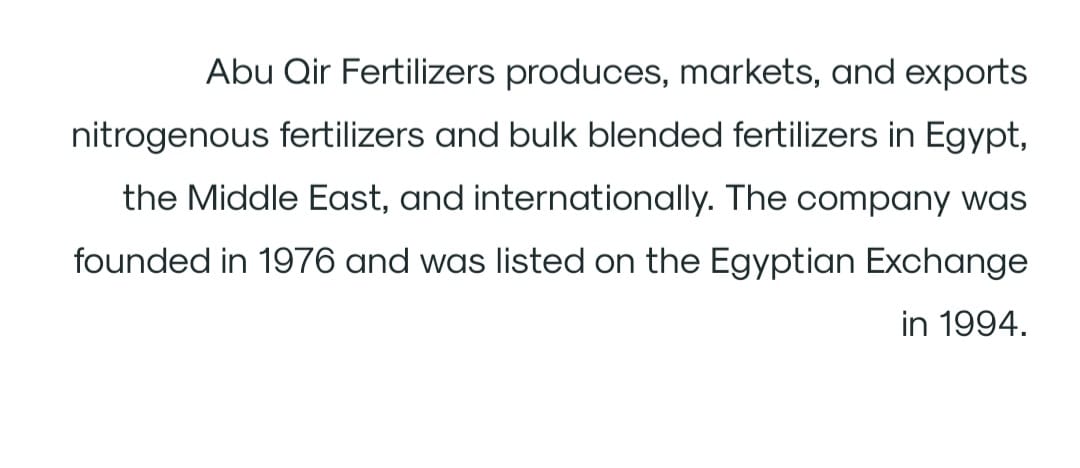 Abu Qir Fertilizers produces, markets, and exports
nitrogenous fertilizers and bulk blended fertilizers in Egypt,
the Middle East, and internationally. The company was
founded in 1976 and was listed on the Egyptian Exchange
in 1994.